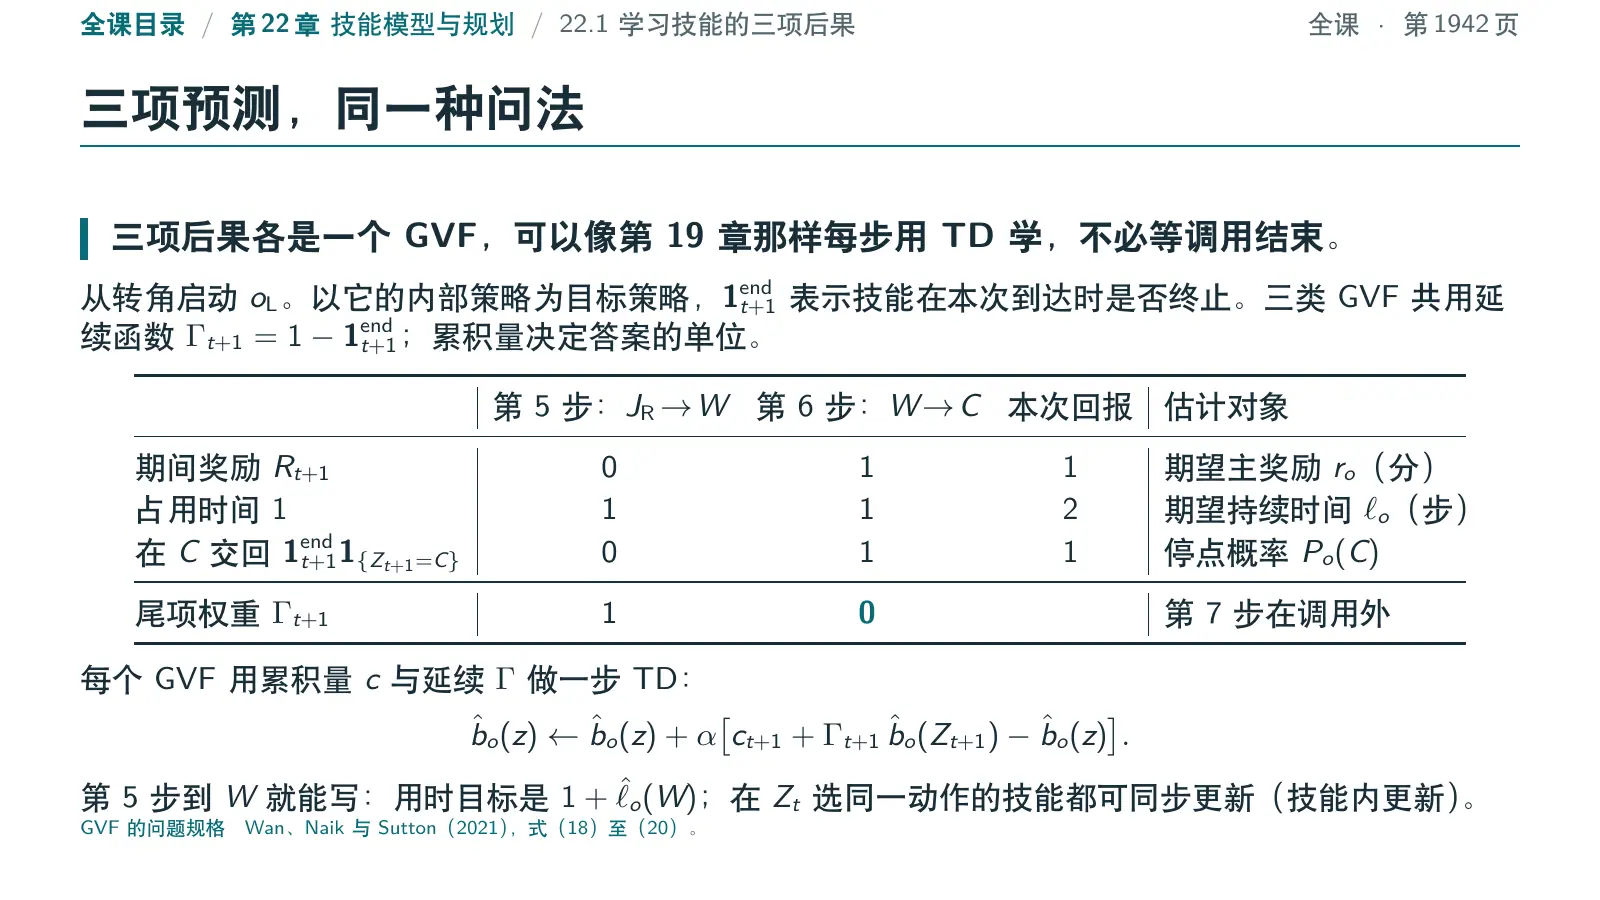 全课目录 / 第 22 章 技能模型与规划 / 22.1 学习技能的三项后果
全课 · 第 1942 页
三项预测，同一种问法
三项后果各是一个 GVF，可以像第 19 章那样每步用 TD 学，不必等调用结束。
从转角启动 o_L。以它的内部策略为目标策略，𝟏^end_{t+1} 表示技能在本次到达时是否终止。三类 GVF 共用延
续函数 Γ_{t+1} = 1 − 𝟏^end_{t+1}；累积量决定答案的单位。
第 5 步：J_R → W 第 6 步：W → C 本次回报 估计对象
期间奖励 R_{t+1} 0 1 1 期望主奖励 r_o（分）
占用时间 1 1 1 2 期望持续时间 ℓ_o（步）
在 C 交回 𝟏^end_{t+1}𝟏_{Z_{t+1}=C} 0 1 1 停点概率 P_o(C)
尾项权重 Γ_{t+1} 1 0 第 7 步在调用外
每个 GVF 用累积量 c 与延续 Γ 做一步 TD：
b̂_o(z) ← b̂_o(z) + α[c_{t+1} + Γ_{t+1} b̂_o(Z_{t+1}) − b̂_o(z)].
第 5 步到 W 就能写：用时目标是 1 + ℓ̂_o(W)；在 Z_t 选同一动作的技能都可同步更新（技能内更新）。
GVF 的问题规格 Wan、Naik 与 Sutton（2021），式（18）至（20）。